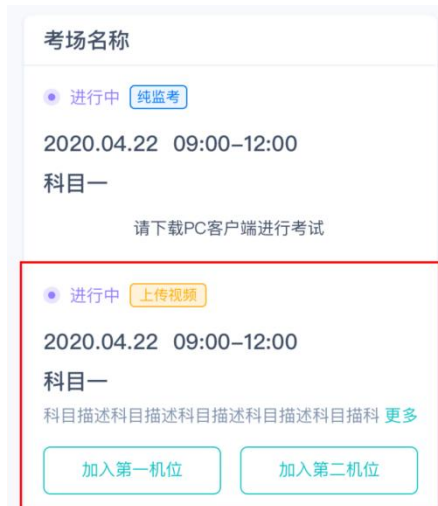 考场名称
进行中 纯监考
2020.04.22 09:00-12:00
科目一
请下载PC客户端进行考试
进行中 上传视频
2020.04.22 09:00-12:00
科目一
科目描述科目描述科目描述科目描述科目描科 更多
加入第一机位 加入第二机位